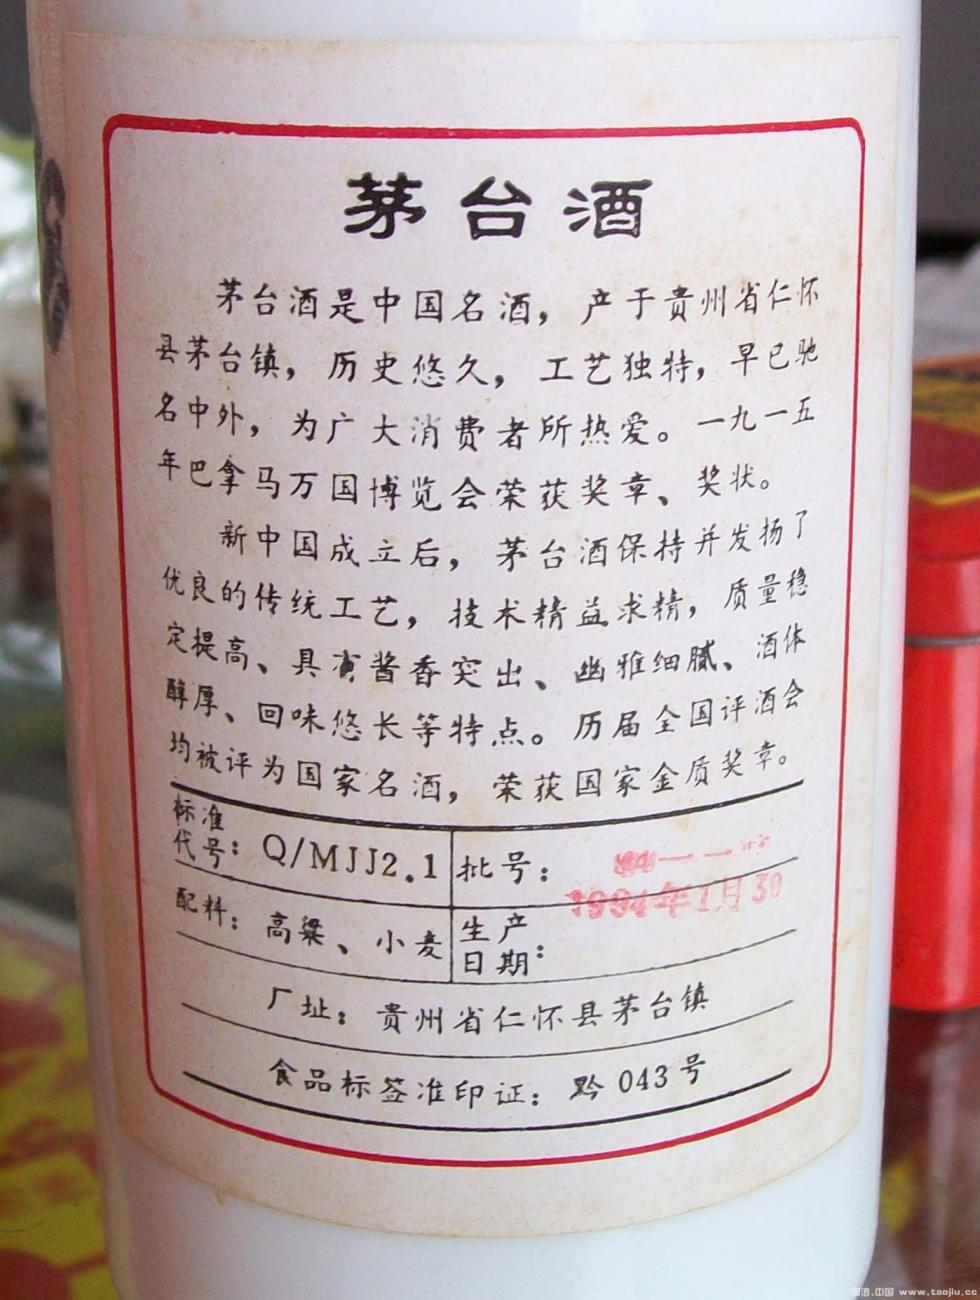 茅台酒
茅台酒是中国名酒，产于贵州省仁怀
县茅台镇，历史悠久，工艺独特，早已驰
名中外，为广大消费者所热爱。一九一五
年巴拿马万国博览会荣获奖章、奖状。
新中国成立后，茅台酒保持并发扬了
优良的传统工艺，技术精益求精，质量稳
定提高、具有酱香突出、幽雅细腻、酒体
醇厚、回味悠长等特点。历届全国评酒会
均被评为国家名酒，荣获国家金质奖章。
标准代号：Q/MJJ2.1 批号：
1994年1月30
配料：高粱、小麦 生产日期：
厂址：贵州省仁怀县茅台镇
食品标签准印证：黔043号
中国 www.taojiu.cc